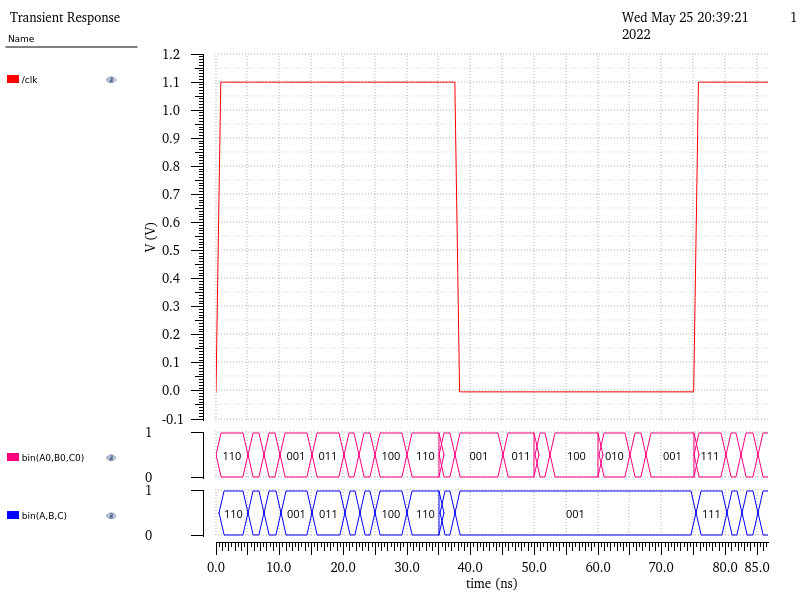 Transient Response
Wed May 25 20:39:21 1
2022
Name
/clk
1.2
1.1
1.0
0.9
0.8
0.7
0.6
0.5
0.4
0.3
0.2
0.1
0.0
-0.1
V (V)
bin(A0,B0,C0)
1
0
110 001 011 100 110 001 011 100 010 001 111
bin(A,B,C)
1
0
110 001 011 100 110 001 111
0.0 10.0 20.0 30.0 40.0 50.0 60.0 70.0 80.0 85.0
time (ns)